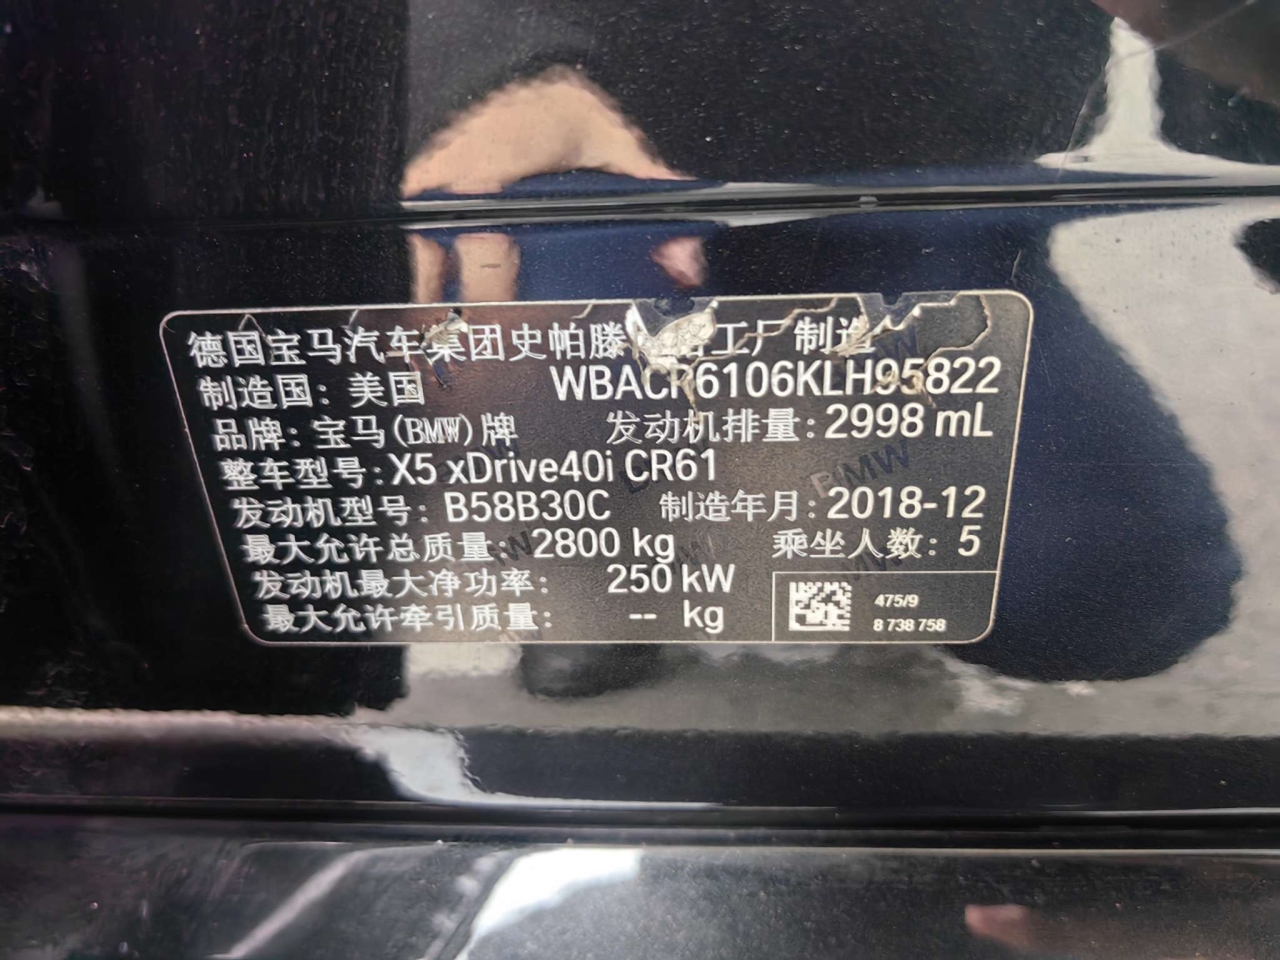 德国宝马汽车集团史帕滕工厂制造
制造国：美国 WBACR6106KLH95822
品牌：宝马(BMW)牌 发动机排量：2998 mL
整车型号：X5 xDrive40i CR61
发动机型号：B58B30C 制造年月：2018-12
最大允许总质量：2800 kg 乘坐人数：5
发动机最大净功率：250 kW
最大允许牵引质量：-- kg
475/9
8 738 758